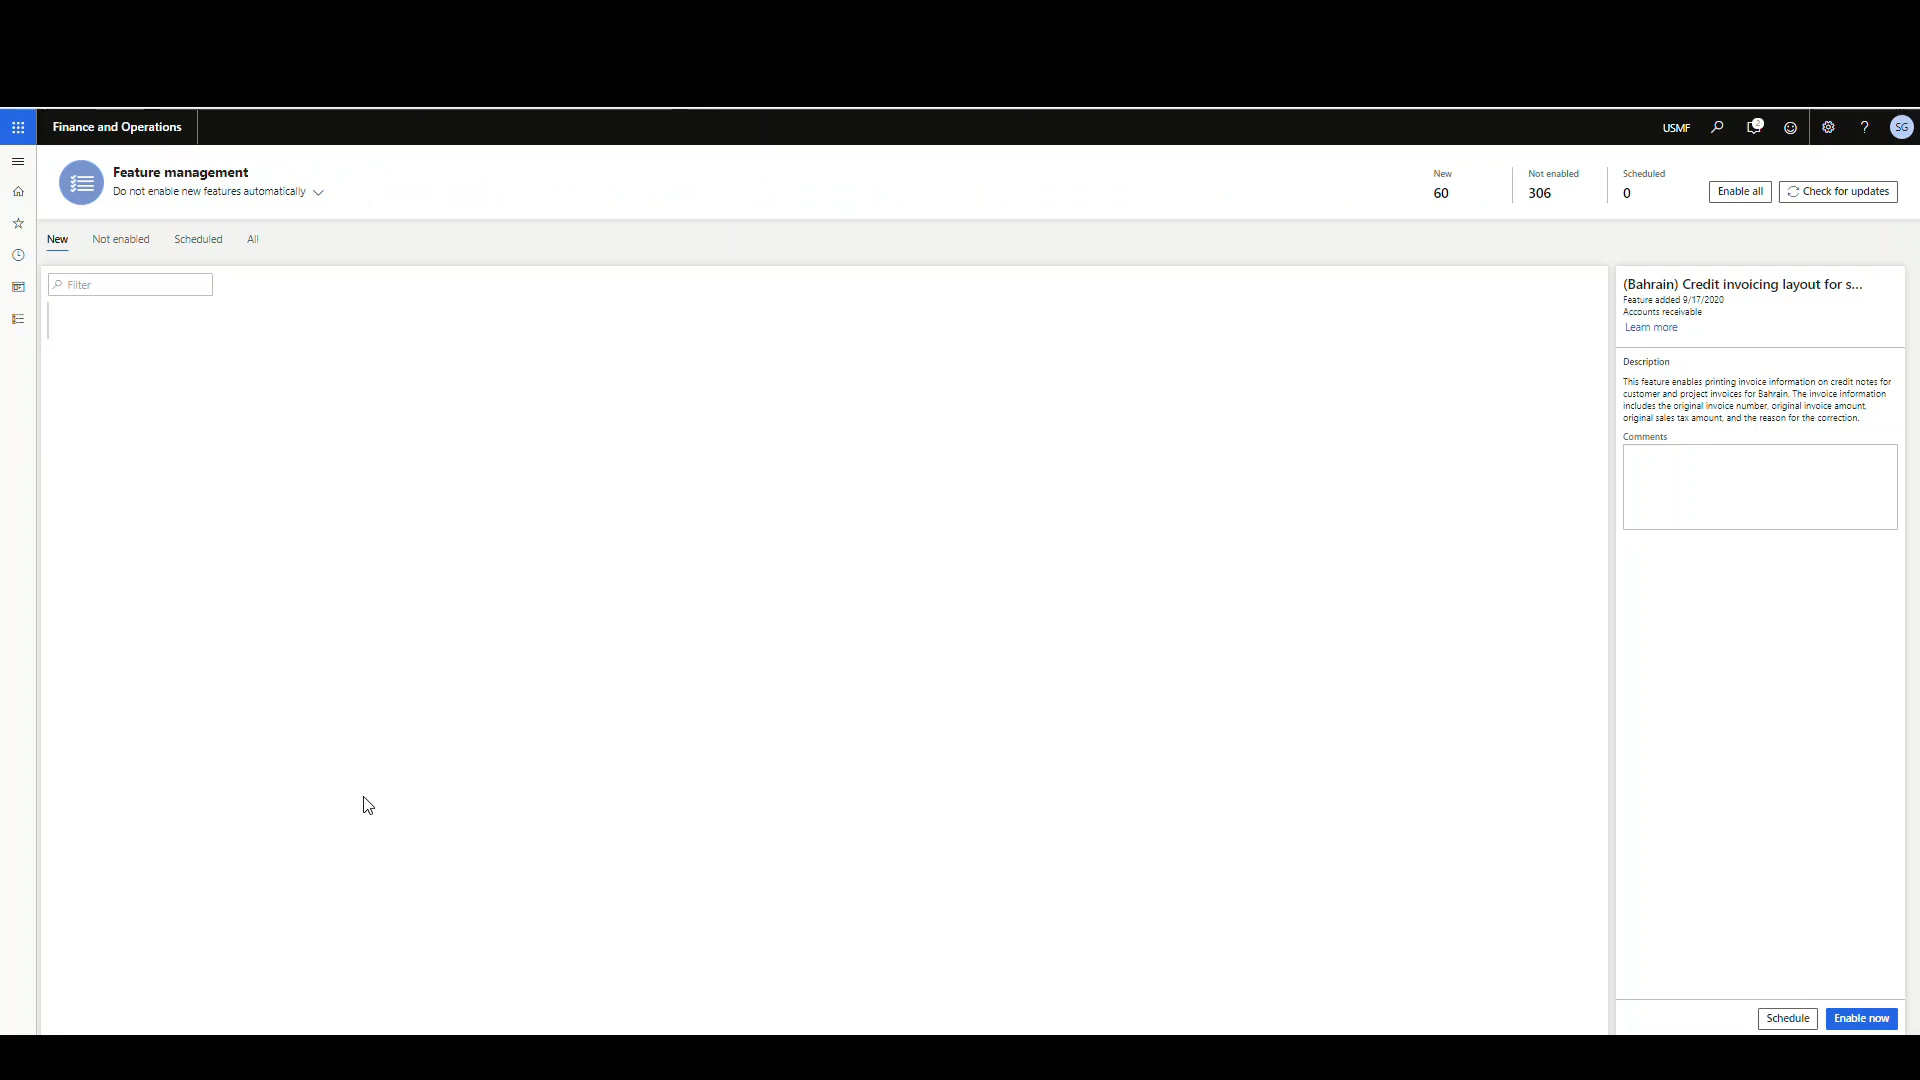 Finance and Operations
USMF
2
?
SG
Feature management
Do not enable new features automatically
New
60
Not enabled
306
Scheduled
0
Enable all
Check for updates
New
Not enabled
Scheduled
All
Filter
(Bahrain) Credit invoicing layout for s...
Feature added 9/17/2020
Accounts receivable
Learn more
Description
This feature enables printing invoice information on credit notes for
customer and project invoices for Bahrain. The invoice information
includes the original invoice number, original invoice amount,
original sales tax amount, and the reason for the correction.
Comments
Schedule
Enable now